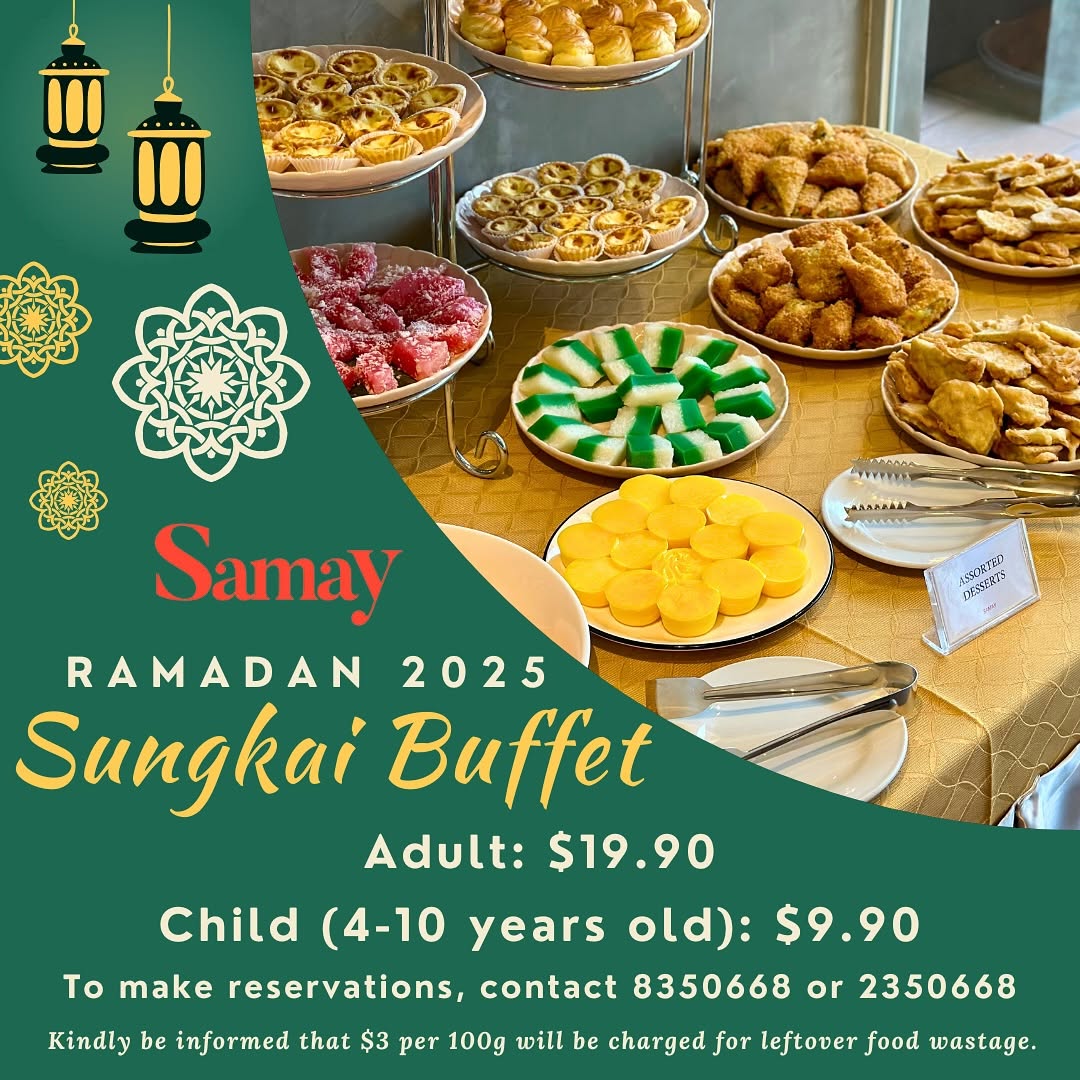 ASSORTED
DESSERTS
SAMAY
Samay
RAMADAN 2025
Sungkai Buffet
Adult: $19.90
Child (4-10 years old): $9.90
To make reservations, contact 8350668 or 2350668
Kindly be informed that $3 per 100g will be charged for leftover food wastage.